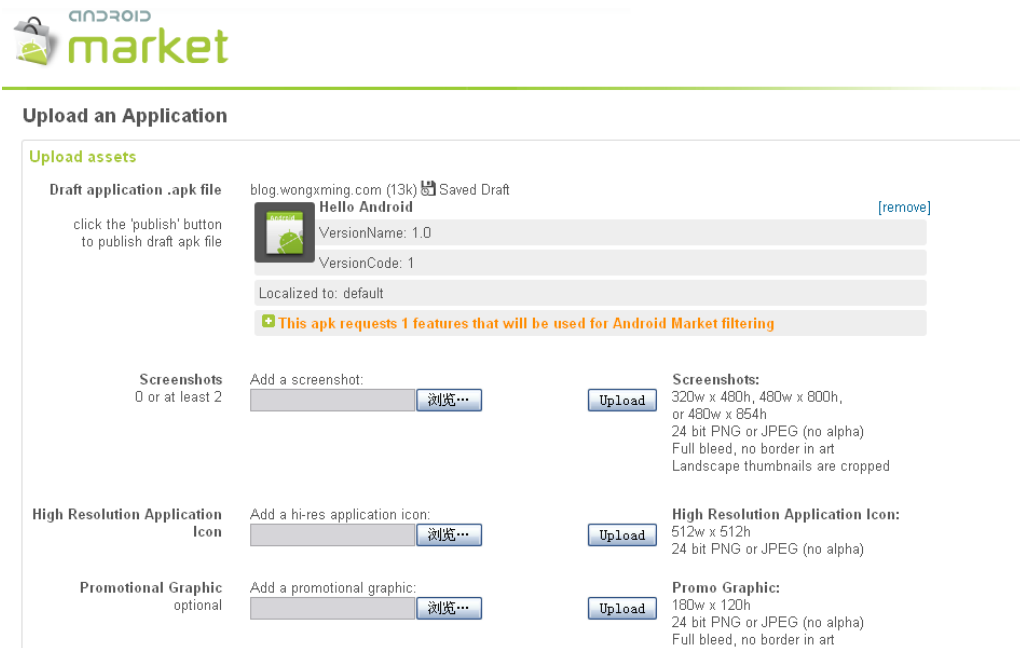 ANDROID
market
Upload an Application
Upload assets
Draft application .apk file
blog.wongxming.com (13k) Saved Draft
click the 'publish' button
to publish draft apk file
android
Hello Android
[remove]
VersionName: 1.0
VersionCode: 1
Localized to: default
This apk requests 1 features that will be used for Android Market filtering
Screenshots
0 or at least 2
Add a screenshot:
浏览…
Upload
Screenshots:
320w x 480h, 480w x 800h,
or 480w x 854h
24 bit PNG or JPEG (no alpha)
Full bleed, no border in art
Landscape thumbnails are cropped
High Resolution Application
Icon
Add a hi-res application icon:
浏览…
Upload
High Resolution Application Icon:
512w x 512h
24 bit PNG or JPEG (no alpha)
Promotional Graphic
optional
Add a promotional graphic:
浏览…
Upload
Promo Graphic:
180w x 120h
24 bit PNG or JPEG (no alpha)
Full bleed, no border in art